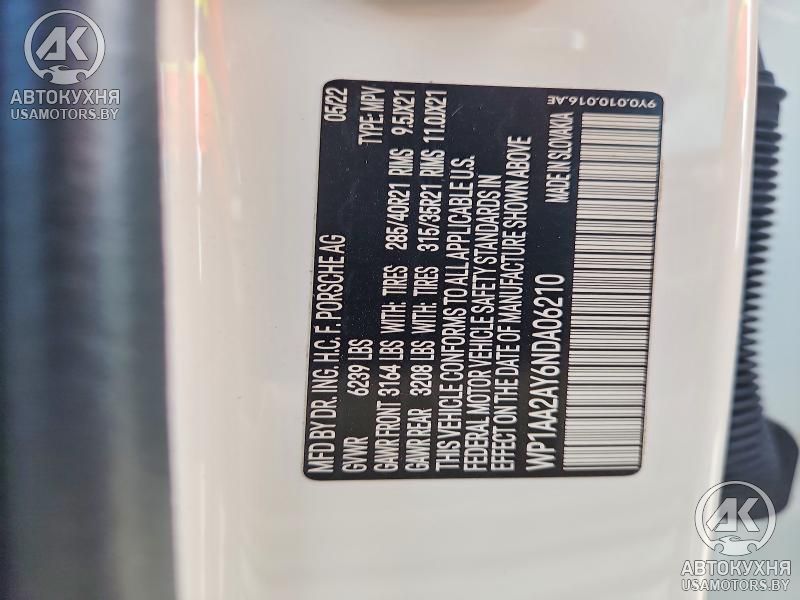 MFD BY DR. ING. H.C. F. PORSCHE AG 05/22
GVWR 6239 LBS TYPE: MPV
GAWR FRONT 3164 LBS WITH: TIRES 285/40R21 RIMS 9.5JX21
GAWR REAR 3208 LBS WITH: TIRES 315/35R21 RIMS 11.0JX21
THIS VEHICLE CONFORMS TO ALL APPLICABLE U.S.
FEDERAL MOTOR VEHICLE SAFETY STANDARDS IN
EFFECT ON THE DATE OF MANUFACTURE SHOWN ABOVE
WP1AA2AY6NDA06210 MADE IN SLOVAKIA
9Y0.010.016.AE
AK
АВТОКУХНЯ
USAMOTORS.BY
AK
АВТОКУХНЯ
USAMOTORS.BY